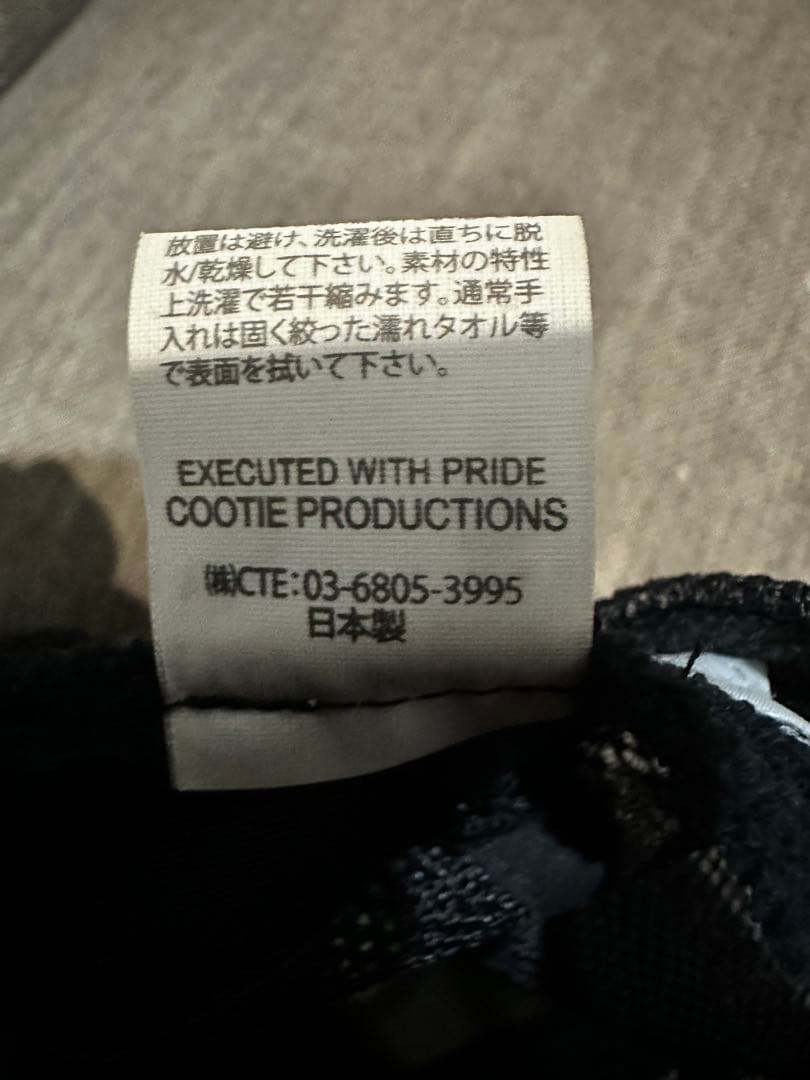 放置は避け、洗濯後は直ちに脱
水/乾燥して下さい。素材の特性
上洗濯で若干縮みます。通常手
入れは固く絞った濡れタオル等
で表面を拭いて下さい。
EXECUTED WITH PRIDE
COOTIE PRODUCTIONS
㈱CTE:03-6805-3995
日本製